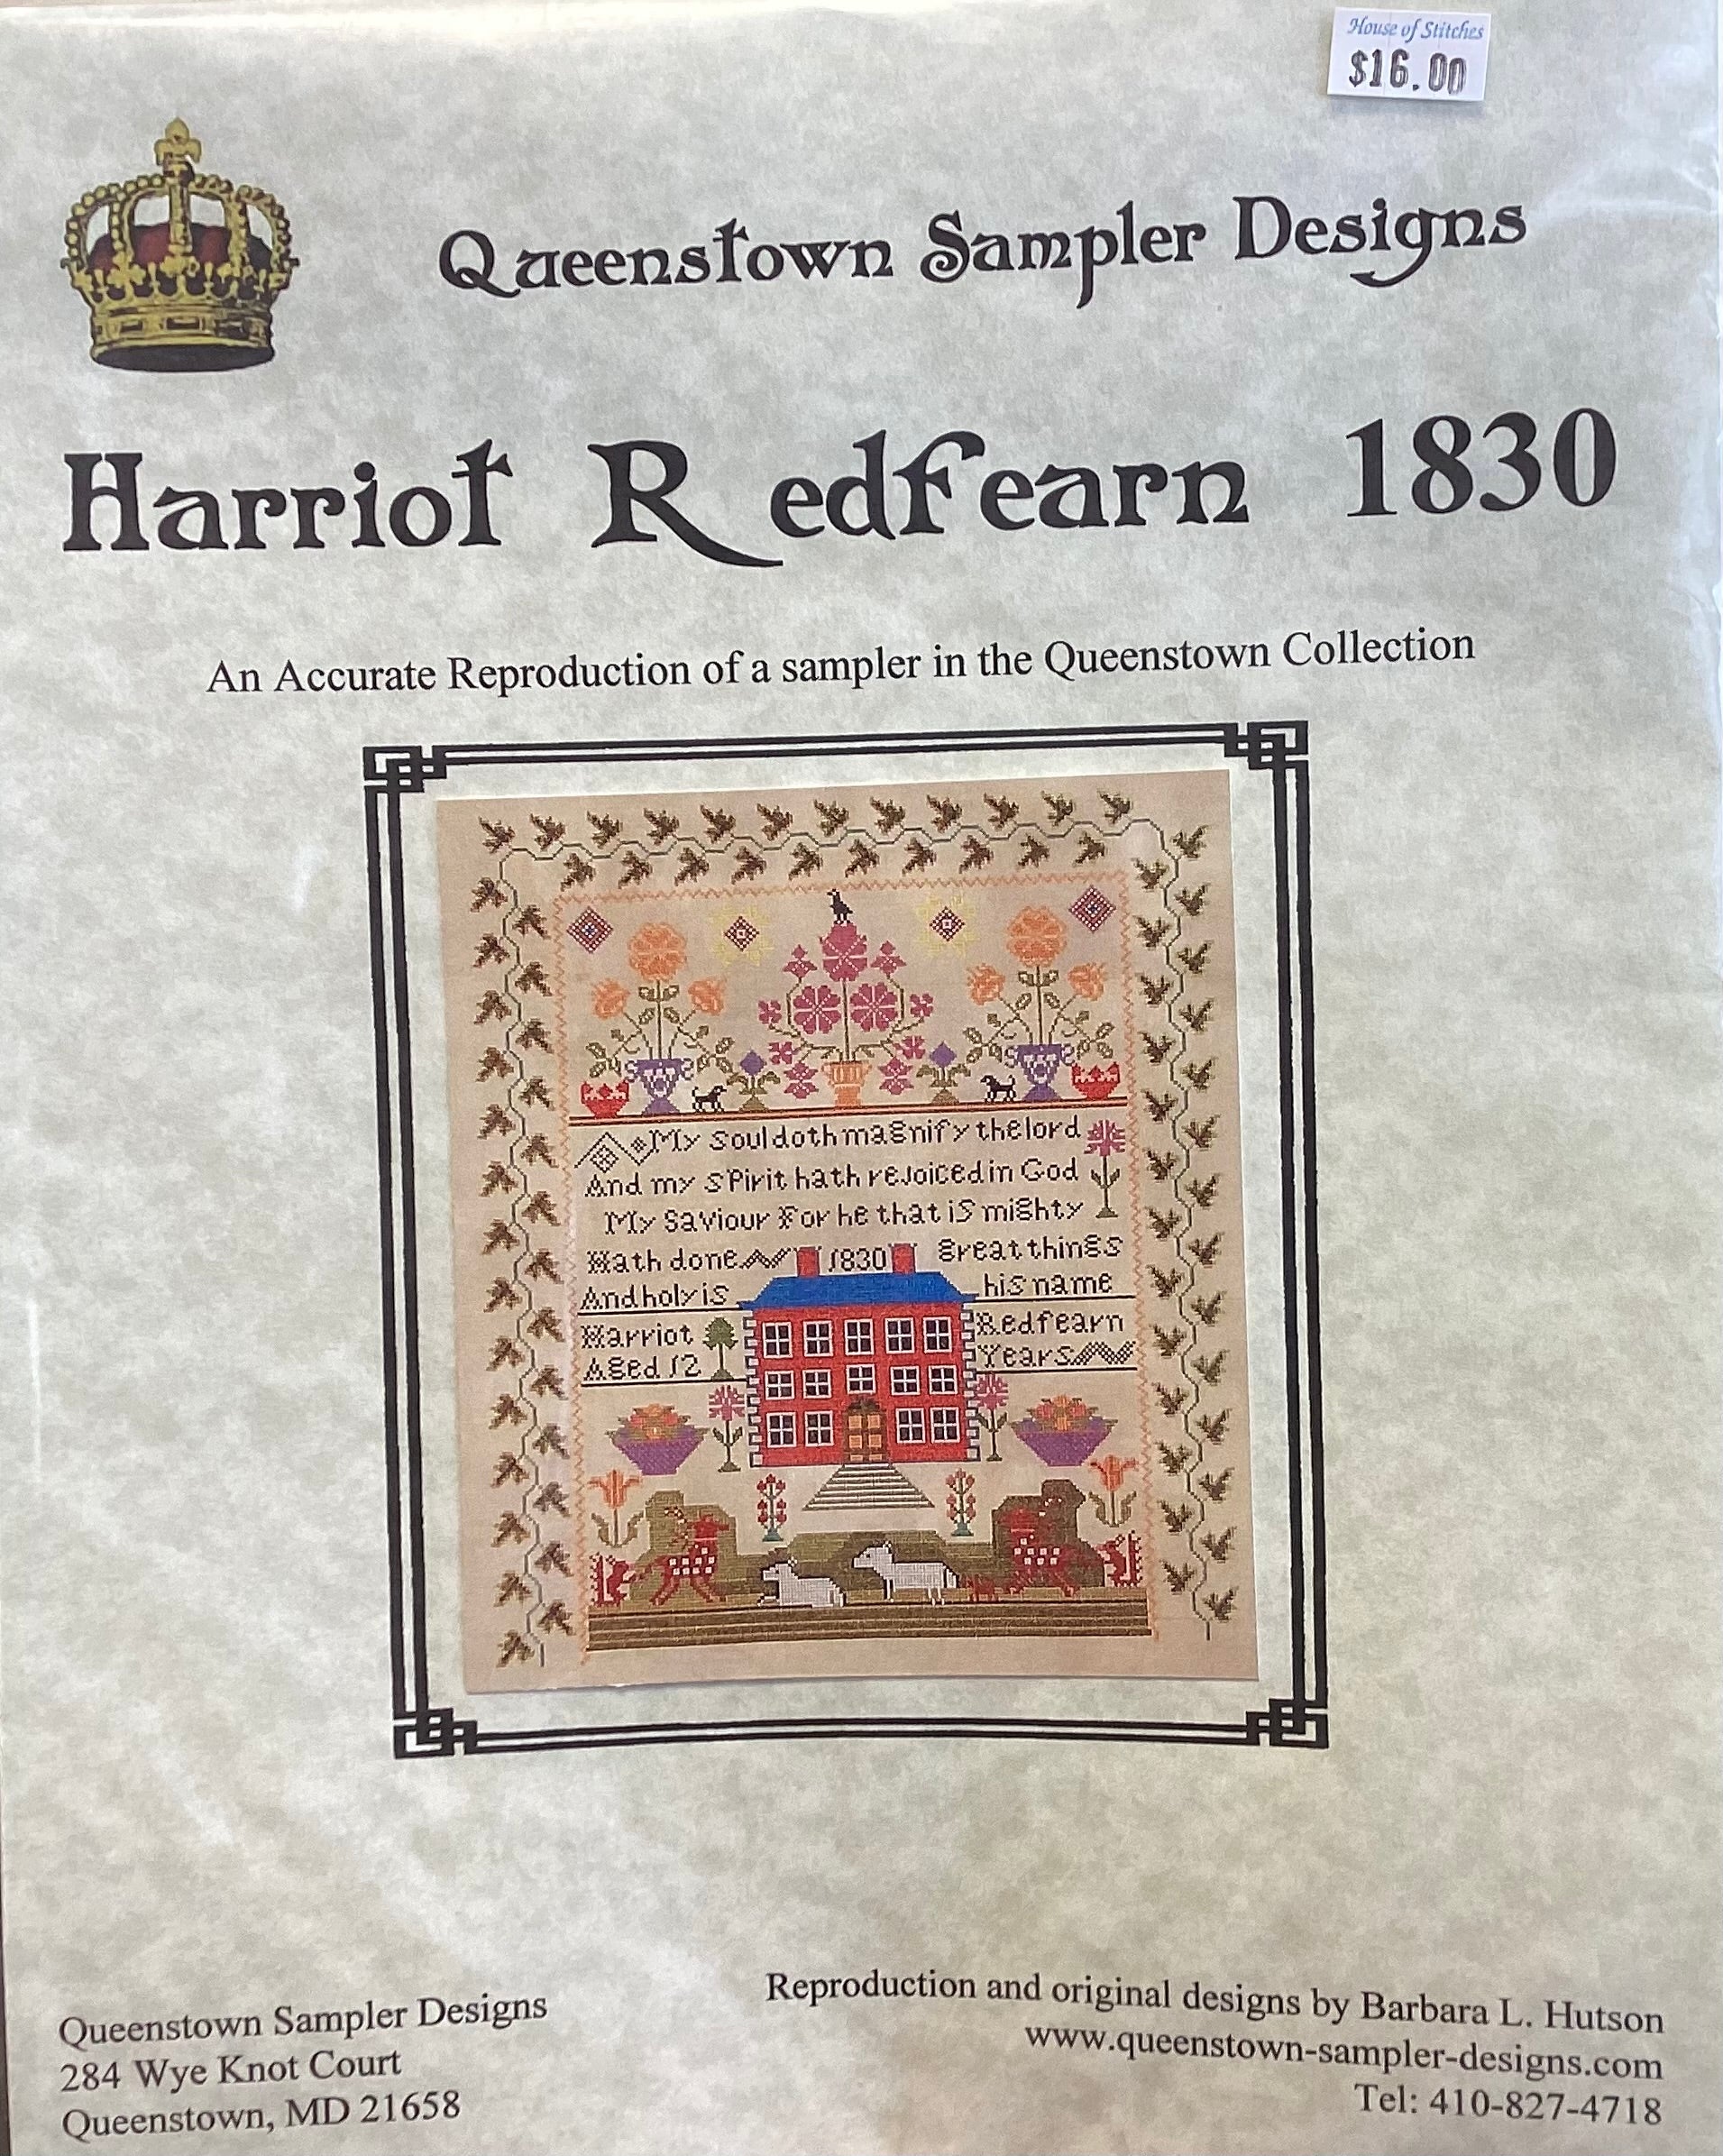 House of Stitches
$16.00
Queenstown Sampler Designs
Harriot Redfearn 1830
An Accurate Reproduction of a sampler in the Queenstown Collection
My Soul doth magnify the lord
And my sPirit hath reJoiced in God
My Saviour For he that iS mighty
Hath done 1830 great thingS
And holy is his name
Harriot Redfearn
Aged 12 YearS
Queenstown Sampler Designs
284 Wye Knot Court
Queenstown, MD 21658
Reproduction and original designs by Barbara L. Hutson
www.queenstown-sampler-designs.com
Tel: 410-827-4718